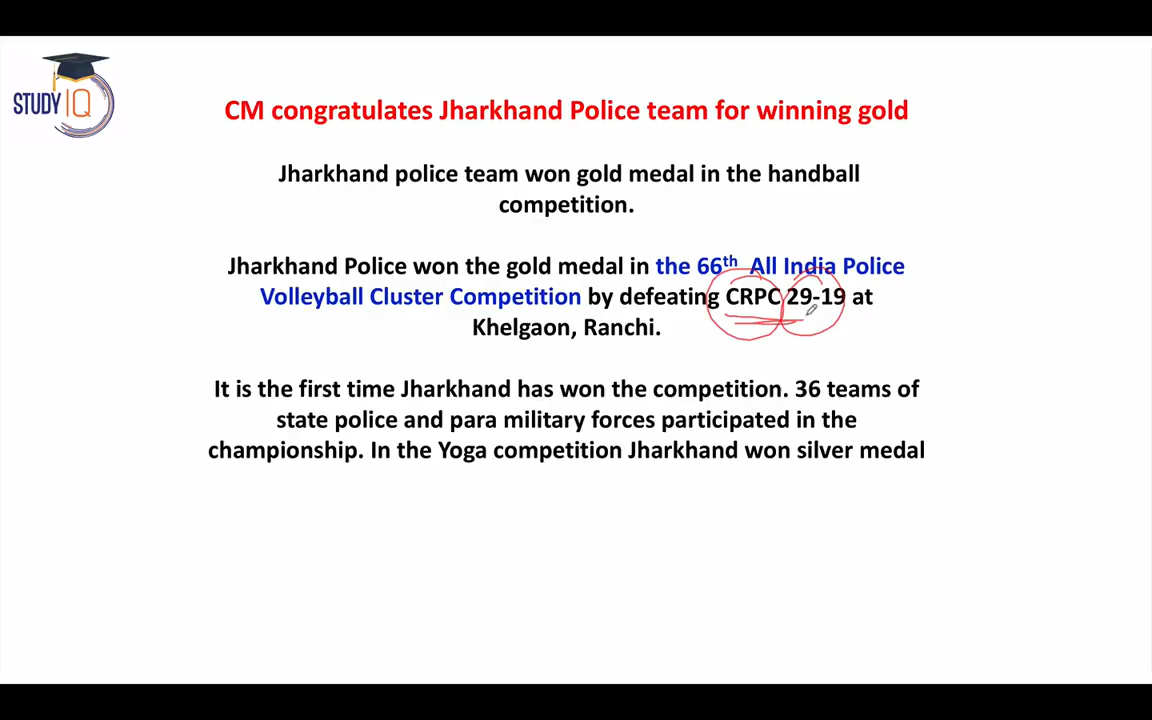 STUDY IQ
CM congratulates Jharkhand Police team for winning gold
Jharkhand police team won gold medal in the handball
competition.
Jharkhand Police won the gold medal in the 66th All India Police
Volleyball Cluster Competition by defeating CRPC 29-19 at
Khelgaon, Ranchi.
It is the first time Jharkhand has won the competition. 36 teams of
state police and para military forces participated in the
championship. In the Yoga competition Jharkhand won silver medal